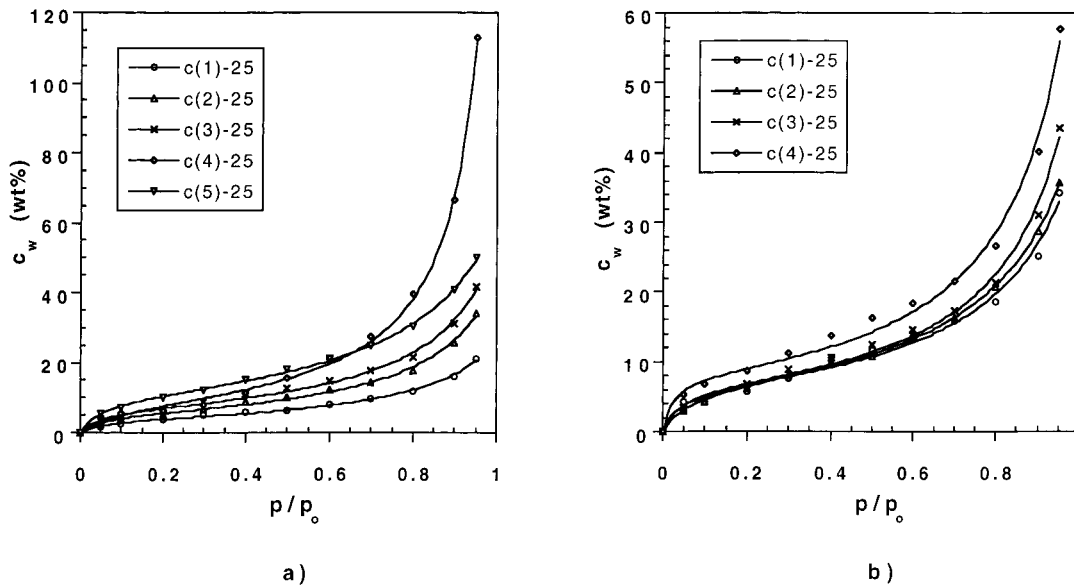 120
100
80
60
40
20
0
c_w (wt%)
c(1)-25
c(2)-25
c(3)-25
c(4)-25
c(5)-25
0 0.2 0.4 0.6 0.8 1
p/p_o
a)
60
50
40
30
20
10
0
c_w (wt%)
c(1)-25
c(2)-25
c(3)-25
c(4)-25
0 0.2 0.4 0.6 0.8
p/p_o
b)